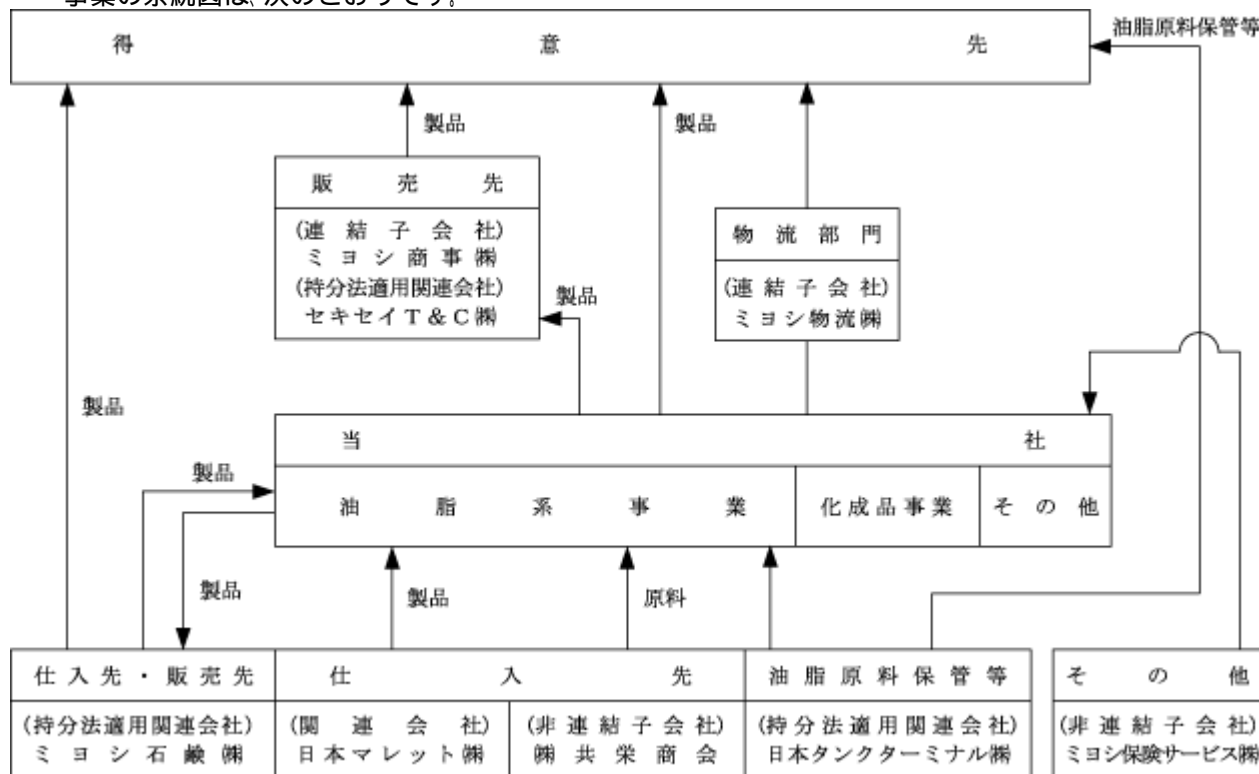 事業の系統図は、次のとおりです。
得意先
油脂原料保管等
製品
製品
販売先
(連結子会社)
ミヨシ商事㈱
(持分法適用関連会社)
セキセイT&C㈱
物流部門
(連結子会社)
ミヨシ物流㈱
製品
製品
当社
製品
油脂系事業
化成品事業
その他
製品
製品
原料
仕入先・販売先
仕入先
油脂原料保管等
その他
(持分法適用関連会社)
ミヨシ石鹸㈱
(関連会社)
日本マレット㈱
(非連結子会社)
㈱共栄商会
(持分法適用関連会社)
日本タンクターミナル㈱
(非連結子会社)
ミヨシ保険サービス㈱